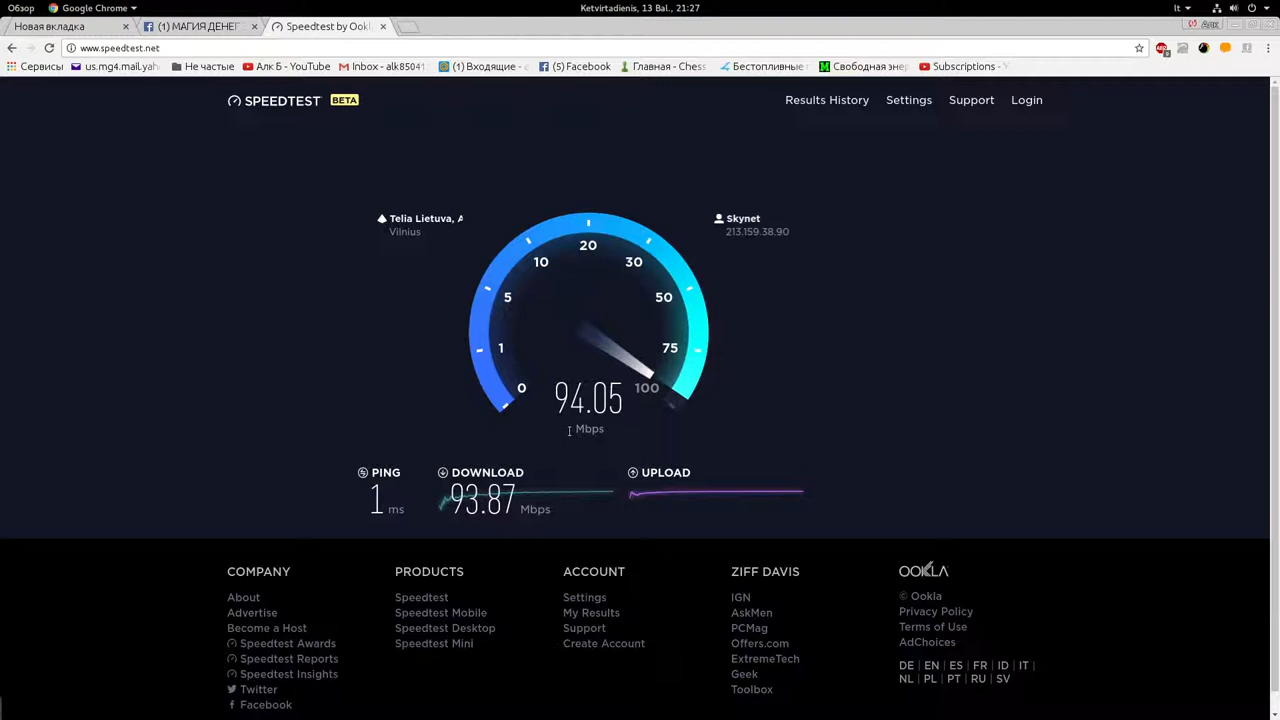 Обзор Google Chrome Ketvirtadienis, 13 Bal., 21:27 lt
Новая вкладка (1) МАГИЯ ДЕНЕГ Speedtest by Ookl Алк
www.speedtest.net
Сервисы us.mg4.mail.yah Не частые Алк Б - YouTube Inbox - alk85041 (1) Входящие - (5) Facebook Главная - Chess Бестопливные Свободная энер Subscriptions - Y
SPEEDTEST BETA Results History Settings Support Login
Telia Lietuva, A Skynet
Vilnius 213.159.38.90
20
10 30
5 50
1 75
0 100
94.05
Mbps
PING DOWNLOAD UPLOAD
1 ms 93.87 Mbps
COMPANY PRODUCTS ACCOUNT ZIFF DAVIS OOKLA
About Speedtest Settings IGN © Ookla
Advertise Speedtest Mobile My Results AskMen Privacy Policy
Become a Host Speedtest Desktop Support PCMag Terms of Use
Speedtest Awards Speedtest Mini Create Account Offers.com AdChoices
Speedtest Reports ExtremeTech DE | EN | ES | FR | ID | IT |
Speedtest Insights Geek NL | PL | PT | RU | SV
Twitter Toolbox
Facebook